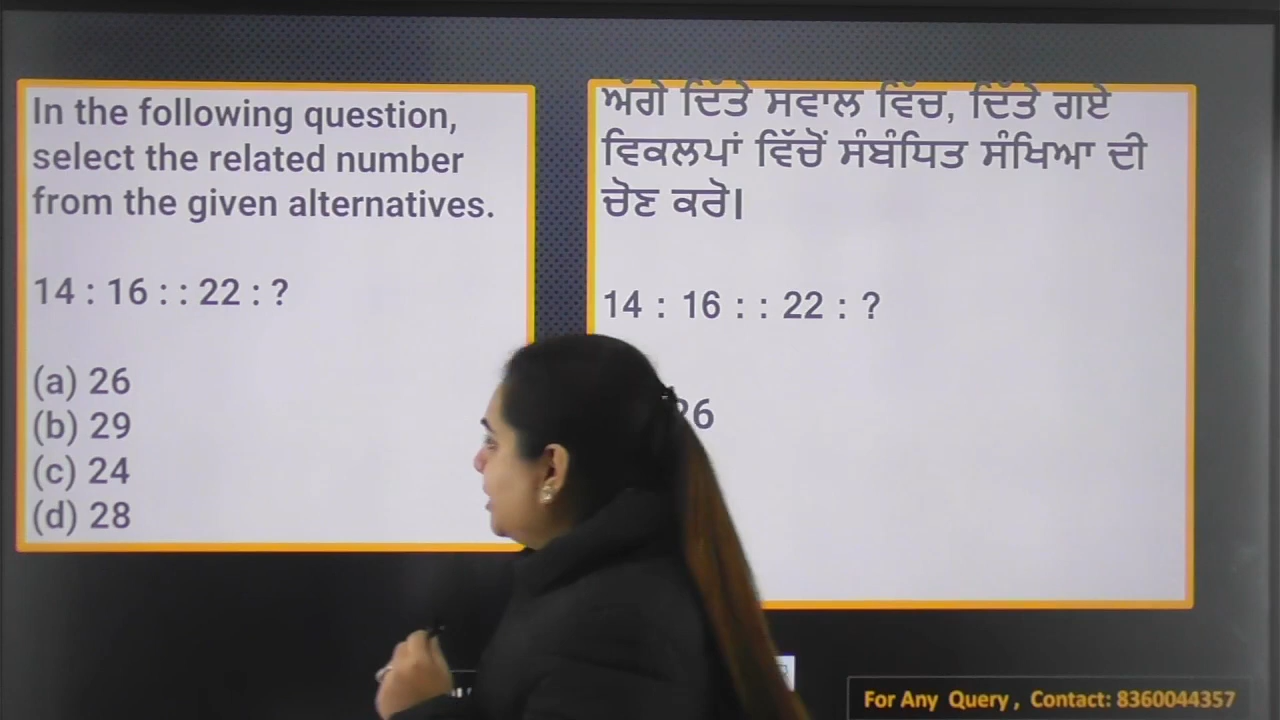 In the following question,
select the related number
from the given alternatives.
14 : 16 : : 22 : ?
(a) 26
(b) 29
(c) 24
(d) 28
ਅੱਗੇ ਦਿੱਤੇ ਸਵਾਲ ਵਿੱਚ, ਦਿੱਤੇ ਗਏ
ਵਿਕਲਪਾਂ ਵਿੱਚੋਂ ਸੰਬੰਧਿਤ ਸੰਖਿਆ ਦੀ
ਚੋਣ ਕਰੋ।
14 : 16 : : 22 : ?
26
For Any Query , Contact: 8360044357